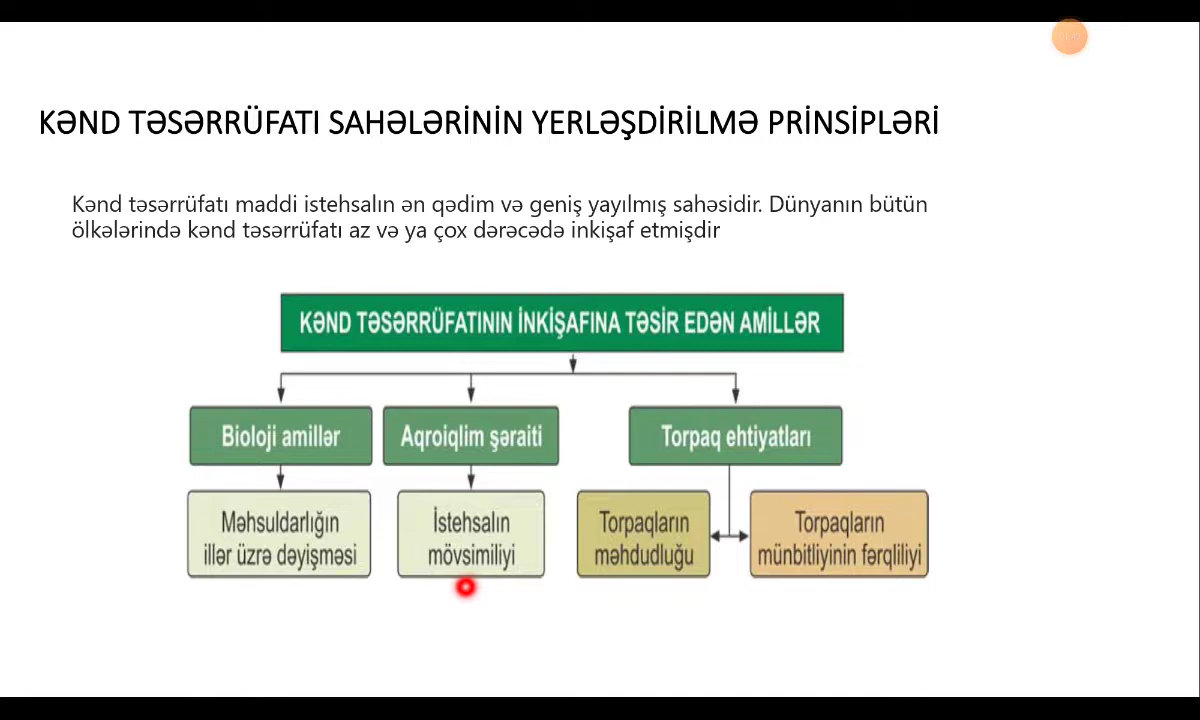 KƏND TƏSƏRRÜFATI SAHƏLƏRİNİN YERLƏŞDİRİLMƏ PRİNSİPLƏRİ
Kənd təsərrüfatı maddi istehsalın ən qədim və geniş yayılmış sahəsidir. Dünyanın bütün
ölkələrində kənd təsərrüfatı az və ya çox dərəcədə inkişaf etmişdir
KƏND TƏSƏRRÜFATININ İNKİŞAFINA TƏSİR EDƏN AMİLLƏR
Bioloji amillər
Aqroiqlim şəraiti
Torpaq ehtiyatları
Məhsuldarlığın
illər üzrə dəyişməsi
İstehsalın
mövsimiliyi
Torpaqların
məhdudluğu
Torpaqların
münbitliyinin fərqliliyi